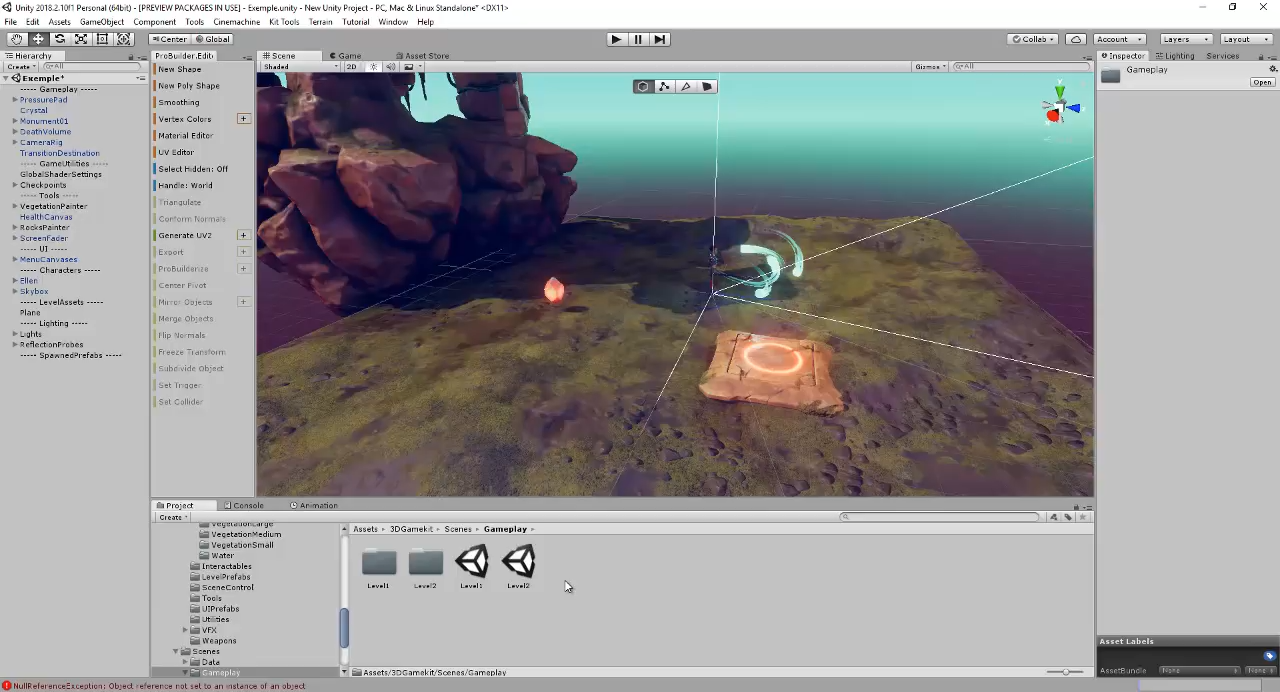 Unity 2018.2.10f1 Personal (64bit) - [PREVIEW PACKAGES IN USE] - Exemple.unity - New Unity Project - PC, Mac & Linux Standalone* <DX11>
File Edit Assets GameObject Component Tools Cinemachine Kit Tools Terrain Tutorial Window Help
Center Global Collab Account Layers Layout
Hierarchy
Create All
Exemple*
----- Gameplay -----
PressurePad
Crystal
Monument01
DeathVolume
CameraRig
TransitionDestination
----- GameUtilities -----
GlobalShaderSettings
Checkpoints
----- Tools -----
VegetationPainter
HealthCanvas
RocksPainter
ScreenFader
----- UI -----
MenuCanvases
----- Characters -----
Ellen
Skybox
----- LevelAssets -----
Plane
----- Lighting -----
Lights
ReflectionProbes
----- SpawnedPrefabs -----
ProBuilder.Edit
New Shape
New Poly Shape
Smoothing
Vertex Colors +
Material Editor
UV Editor
Select Hidden: Off
Handle: World
Triangulate
Conform Normals
Generate UV2 +
Export +
ProBuilderize +
Center Pivot
Mirror Objects +
Merge Objects
Flip Normals
Freeze Transform
Subdivide Object
Set Trigger
Set Collider
Scene Game Asset Store
Shaded 2D Gizmos All
y
Inspector Lighting Services
Gameplay
Open
Project Console Animation
Create
VegetationLarge
VegetationMedium
VegetationSmall
Water
Interactables
LevelPrefabs
SceneControl
Tools
UIPrefabs
Utilities
VFX
Weapons
Scenes
Data
Gameplay
Assets 3DGamekit Scenes Gameplay
Level1 Level2 Level1 Level2
Assets/3DGamekit/Scenes/Gameplay
Asset Labels
AssetBundle None None
NullReferenceException: Object reference not set to an instance of an object